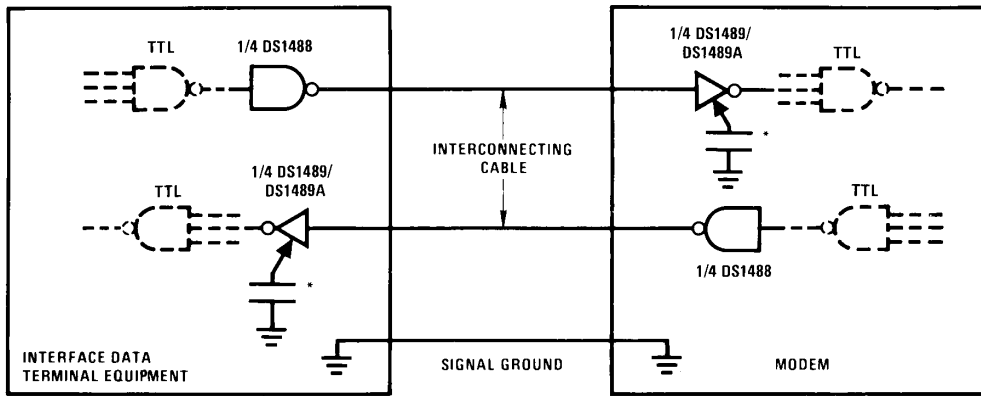 TTL
1/4 DS1488
1/4 DS1489/
DS1489A
TTL
*
INTERCONNECTING
CABLE
TTL
1/4 DS1489/
DS1489A
*
TTL
1/4 DS1488
INTERFACE DATA
TERMINAL EQUIPMENT
SIGNAL GROUND
MODEM